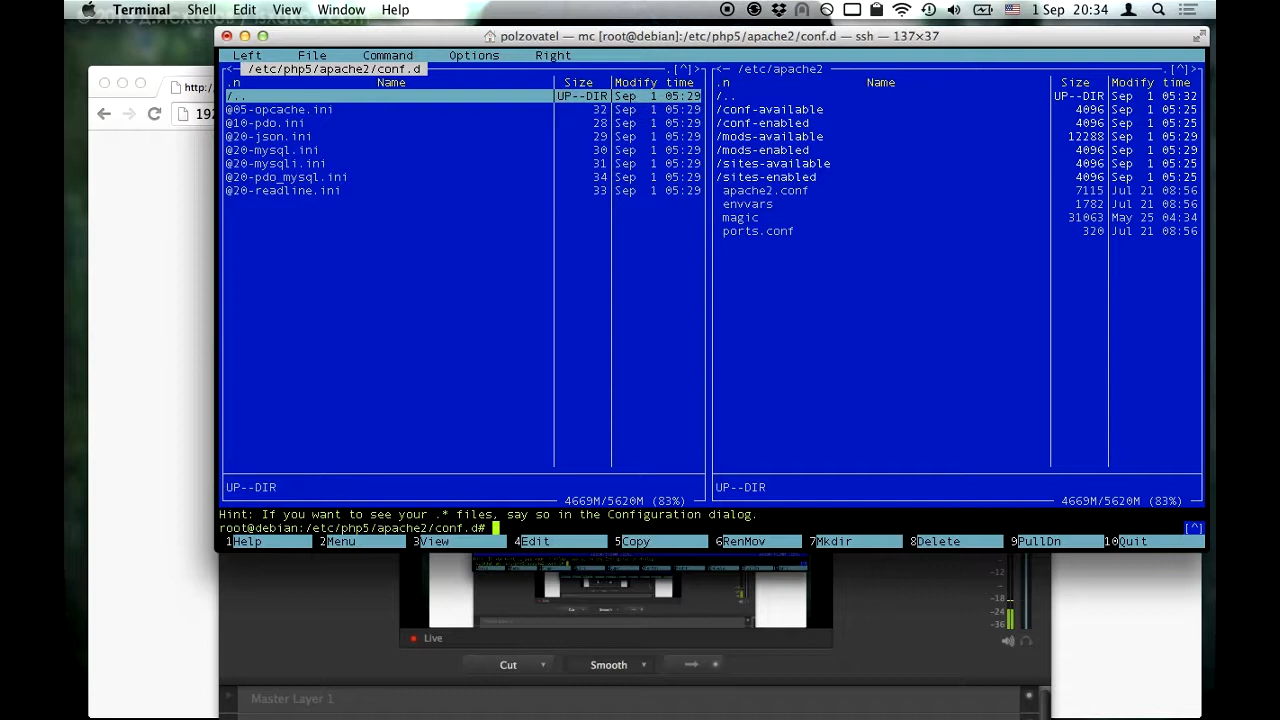 Terminal Shell Edit View Window Help 1 Sep 20:34
polzovatel — mc [root@debian]:/etc/php5/apache2/conf.d — ssh — 137×37
Left File Command Options Right
<- /etc/php5/apache2/conf.d .[^]>
.n Name Size Modify time
/.. UP--DIR Sep 1 05:29
@05-opcache.ini 32 Sep 1 05:29
@10-pdo.ini 28 Sep 1 05:29
@20-json.ini 29 Sep 1 05:29
@20-mysql.ini 30 Sep 1 05:29
@20-mysqli.ini 31 Sep 1 05:29
@20-pdo_mysql.ini 34 Sep 1 05:29
@20-readline.ini 33 Sep 1 05:29
UP--DIR
4669M/5620M (83%)
<- /etc/apache2 .[^]>
.n Name Size Modify time
/.. UP--DIR Sep 1 05:32
/conf-available 4096 Sep 1 05:29
/conf-enabled 4096 Sep 1 05:25
/mods-available 12288 Sep 1 05:29
/mods-enabled 4096 Sep 1 05:29
/sites-available 4096 Sep 1 05:25
/sites-enabled 4096 Sep 1 05:25
apache2.conf 7115 Jul 21 08:56
envvars 1782 Jul 21 08:56
magic 31063 May 25 04:34
ports.conf 320 Jul 21 08:56
UP--DIR
4669M/5620M (83%)
Hint: If you want to see your .* files, say so in the Configuration dialog.
root@debian:/etc/php5/apache2/conf.d# [^]
1Help 2Menu 3View 4Edit 5Copy 6RenMov 7Mkdir 8Delete 9PullDn 10Quit
http:/
192
-12
-18
-24
-36
Live
Cut Smooth
Master Layer 1